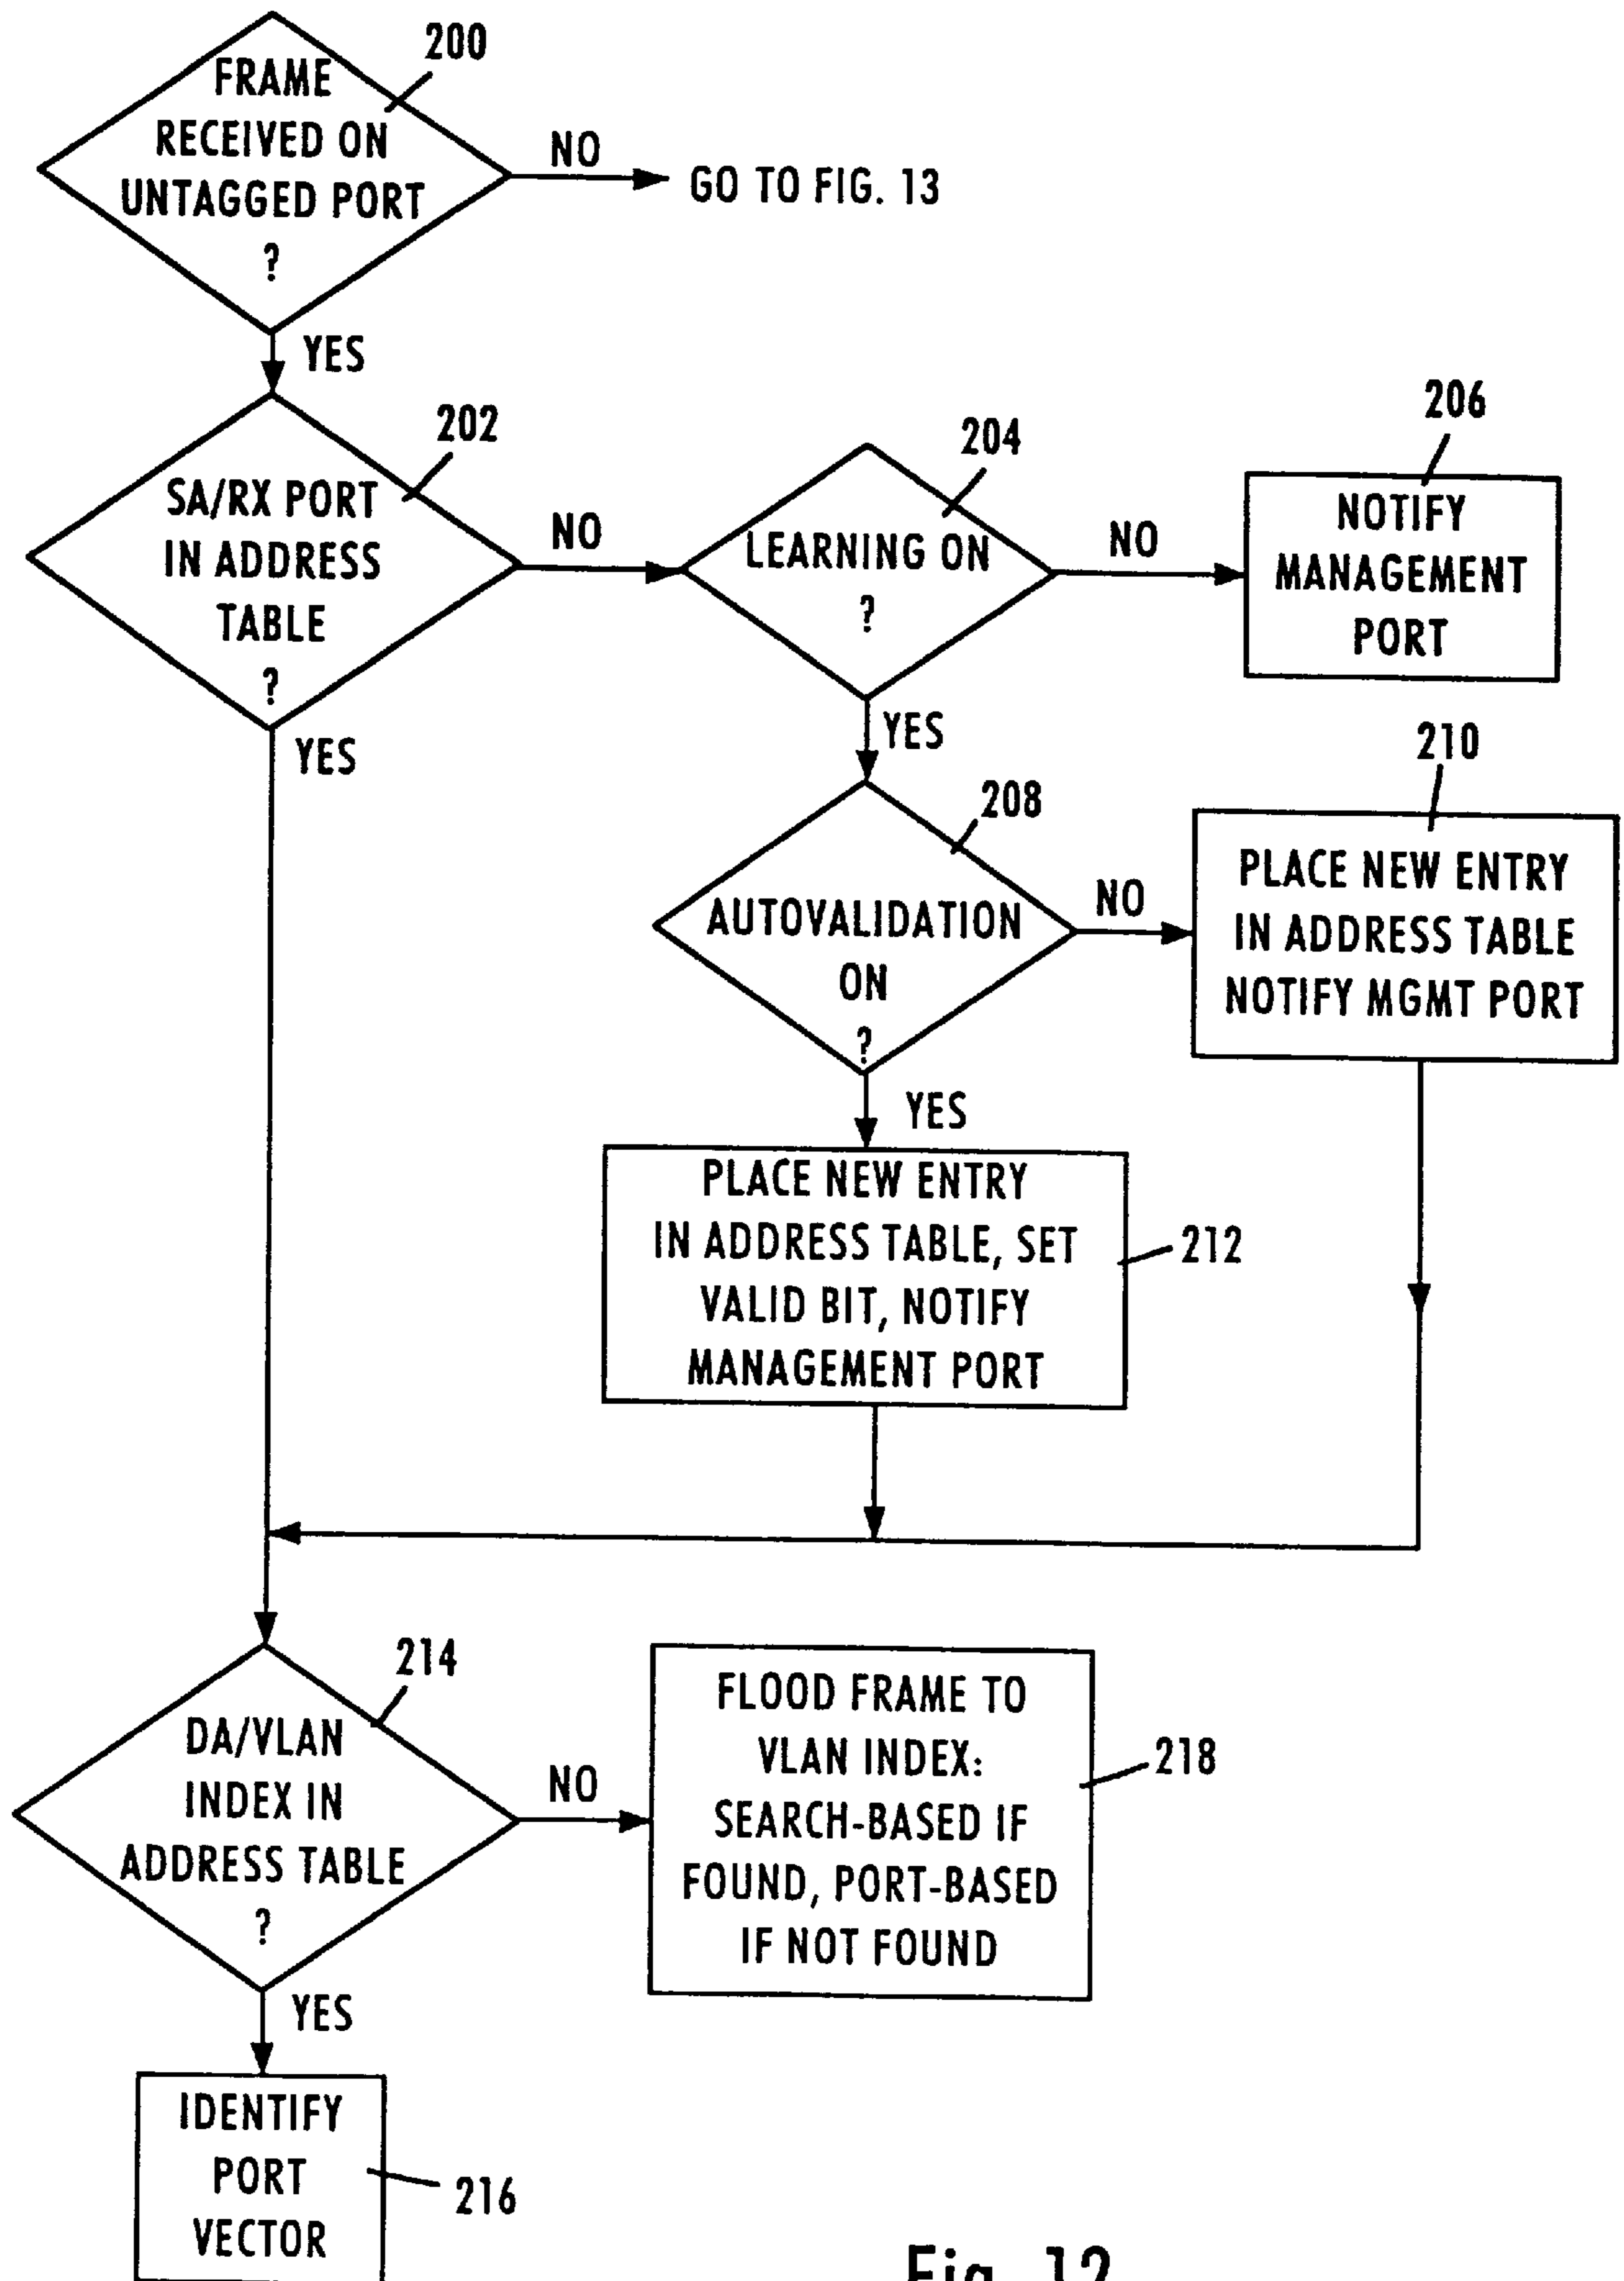 200
FRAME
RECEIVED ON
UNTAGGED PORT
?
NO
GO TO FIG. 13
YES
202
SA/RX PORT
IN ADDRESS
TABLE
?
NO
YES
204
LEARNING ON
?
NO
YES
206
NOTIFY
MANAGEMENT
PORT
208
AUTOVALIDATION
ON
?
NO
YES
210
PLACE NEW ENTRY
IN ADDRESS TABLE
NOTIFY MGMT PORT
PLACE NEW ENTRY
IN ADDRESS TABLE, SET
VALID BIT, NOTIFY
MANAGEMENT PORT
212
214
DA/VLAN
INDEX IN
ADDRESS TABLE
?
NO
YES
FLOOD FRAME TO
VLAN INDEX:
SEARCH-BASED IF
FOUND, PORT-BASED
IF NOT FOUND
218
IDENTIFY
PORT
VECTOR
216
Fig. 12